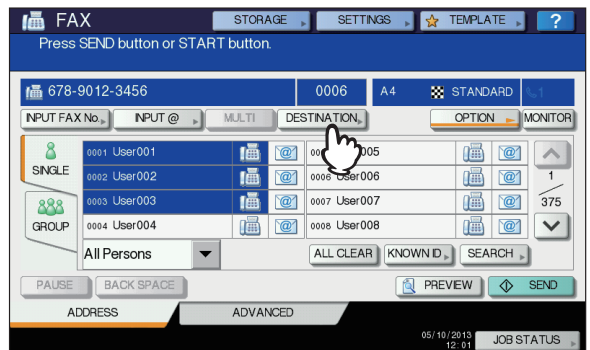 FAX STORAGE SETTINGS TEMPLATE ?
Press SEND button or START button.
678-9012-3456 0006 A4 STANDARD 1
INPUT FAX No. INPUT @ MULTI DESTINATION OPTION MONITOR
SINGLE
0001 User001 @
0002 User002 @
0003 User003 @
0004 User004 @
05 @
0006 User006 @
0007 User007 @
0008 User008 @
1
375
GROUP
All Persons ALL CLEAR KNOWN ID SEARCH
PAUSE BACK SPACE PREVIEW SEND
ADDRESS ADVANCED
05/10/2013
12:01
JOB STATUS